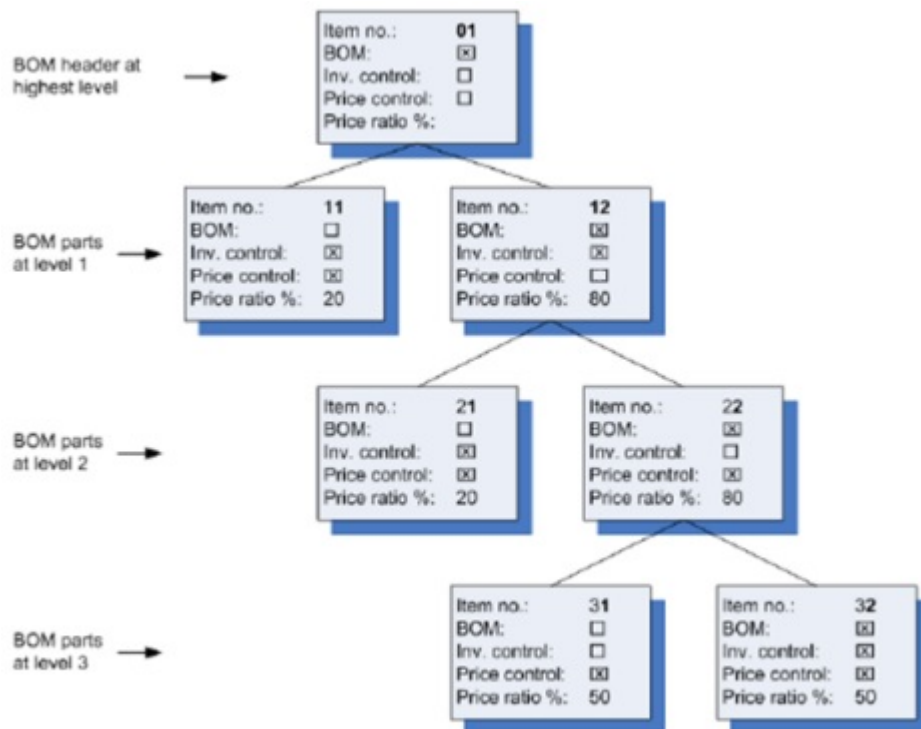 BOM header at
highest level
Item no.: 01
BOM: ☒
Inv. control: ☐
Price control: ☐
Price ratio %:
BOM parts
at level 1
Item no.: 11
BOM: ☐
Inv. control: ☒
Price control: ☒
Price ratio %: 20
Item no.: 12
BOM: ☒
Inv. control: ☒
Price control: ☐
Price ratio %: 80
BOM parts
at level 2
Item no.: 21
BOM: ☐
Inv. control: ☒
Price control: ☒
Price ratio %: 20
Item no.: 22
BOM: ☒
Inv. control: ☐
Price control: ☒
Price ratio %: 80
BOM parts
at level 3
Item no.: 31
BOM: ☐
Inv. control: ☐
Price control: ☒
Price ratio %: 50
Item no.: 32
BOM: ☒
Inv. control: ☒
Price control: ☒
Price ratio %: 50